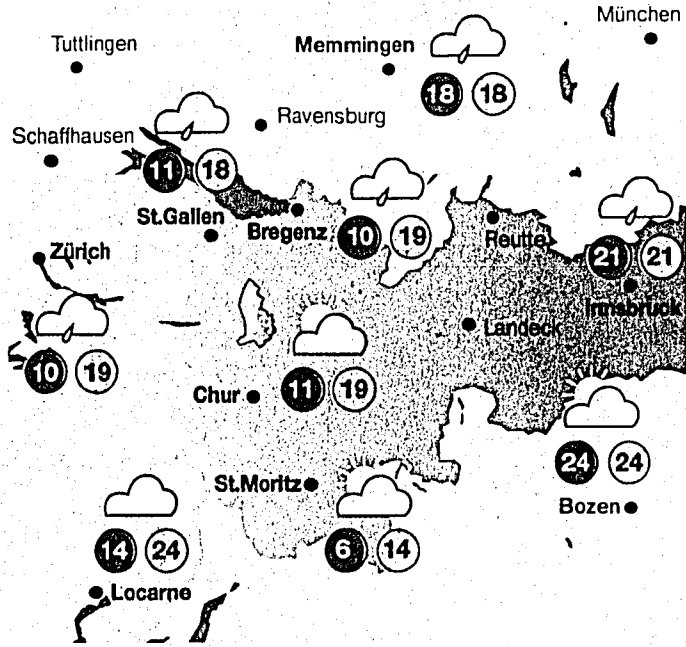 München
Tuttlingen
Memmingen
18 18
Ravensburg
Schaffhausen
11 18
St.Gallen
Bregenz
10 19
Reutte
Zürich
21 21
Innsbruck
Landeck
10 19
Chur
11 19
24 24
St.Moritz
Bozen
14 24
6 14
Locarne